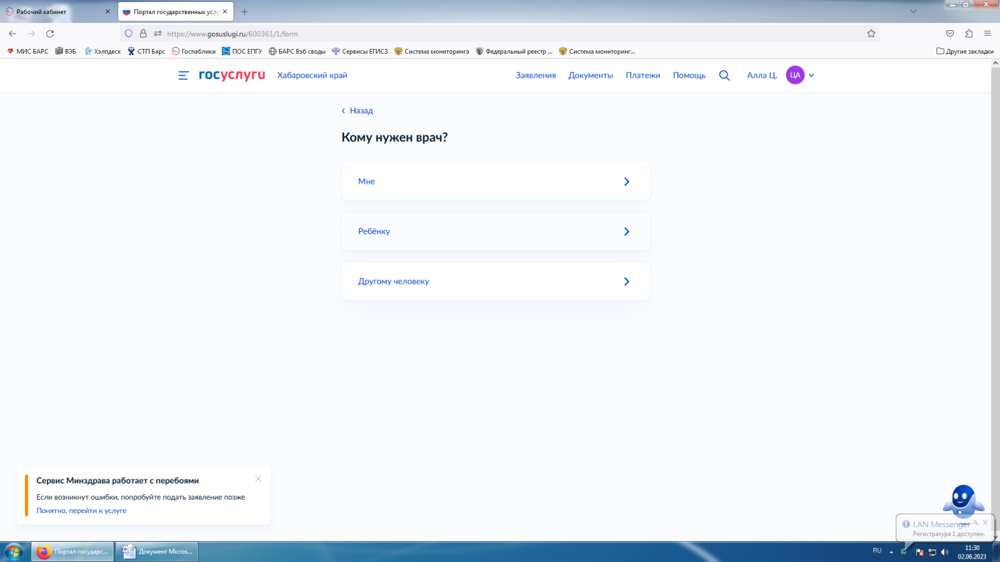 Рабочий кабинет
Портал государственных услу
https://www.gosuslugi.ru/600361/1/form
МИС БАРС
ВЭБ
Хэлпдеск
СТП Барс
Госпаблики
ПОС ЕПГУ
БАРС Вэб своды
Сервисы ЕГИСЗ
Система мониторинга
Федеральный реестр ...
Система мониторинг...
Другие закладки
госуслуги
Хабаровский край
Заявления
Документы
Платежи
Помощь
Алла Ц.
ЦА
Назад
Кому нужен врач?
Мне
Ребёнку
Другому человеку
Сервис Минздрава работает с перебоями
Если возникнут ошибки, попробуйте подать заявление позже
Понятно, перейти к услуге
LAN Messenger
Регистратура 1 доступен.
Портал государс...
Документ Micros...
RU
11:30
02.06.2023